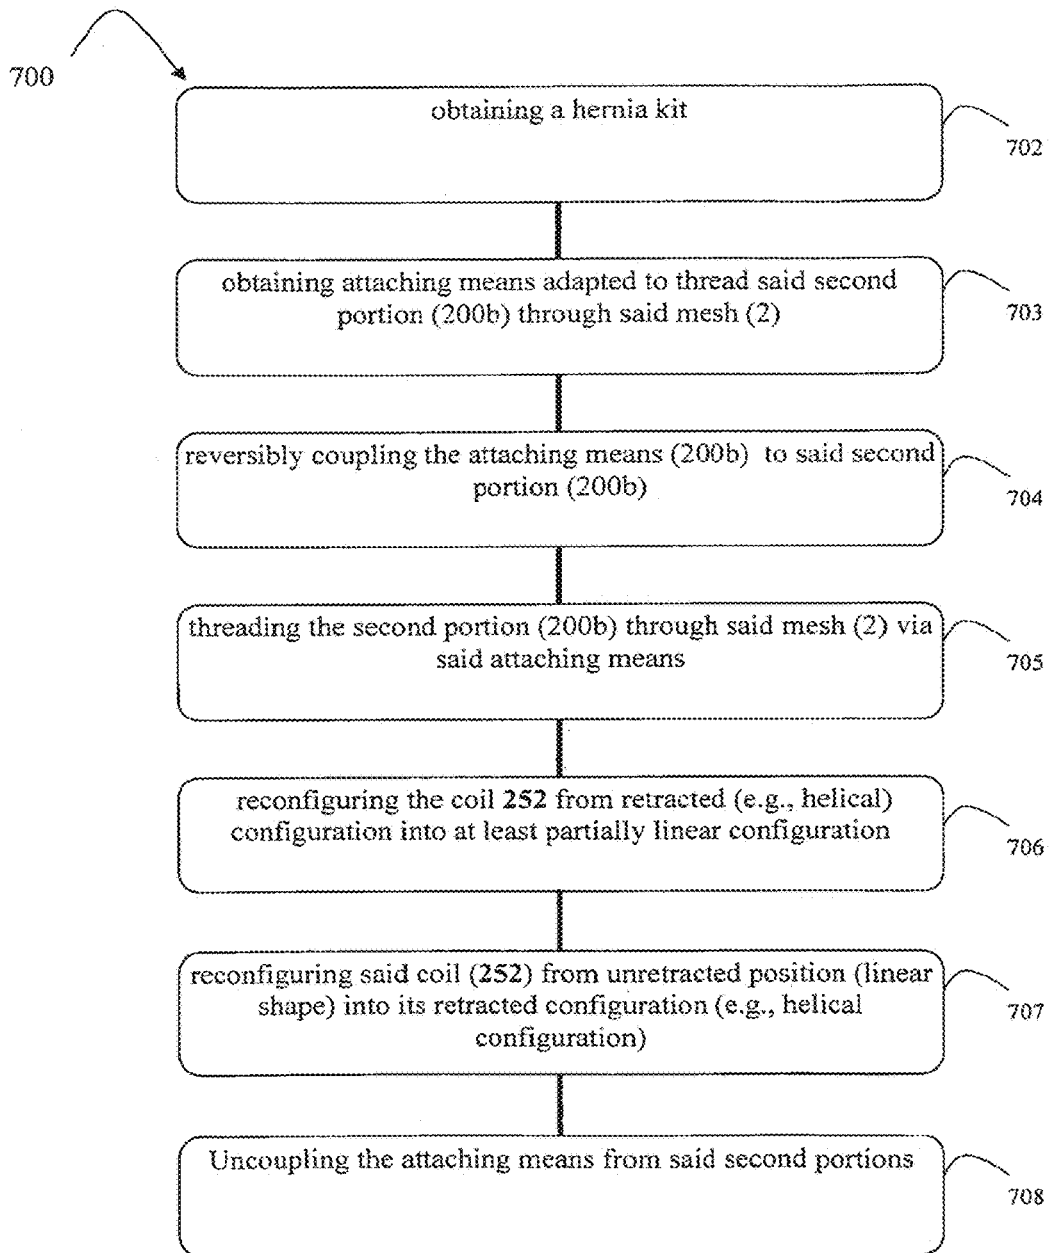 700
obtaining a hernia kit
702
obtaining attaching means adapted to thread said second
portion (200b) through said mesh (2)
703
reversibly coupling the attaching means (200b) to said second
portion (200b)
704
threading the second portion (200b) through said mesh (2) via
said attaching means
705
reconfiguring the coil 252 from retracted (e.g., helical)
configuration into at least partially linear configuration
706
reconfiguring said coil (252) from unretracted position (linear
shape) into its retracted configuration (e.g., helical
configuration)
707
Uncoupling the attaching means from said second portions
708